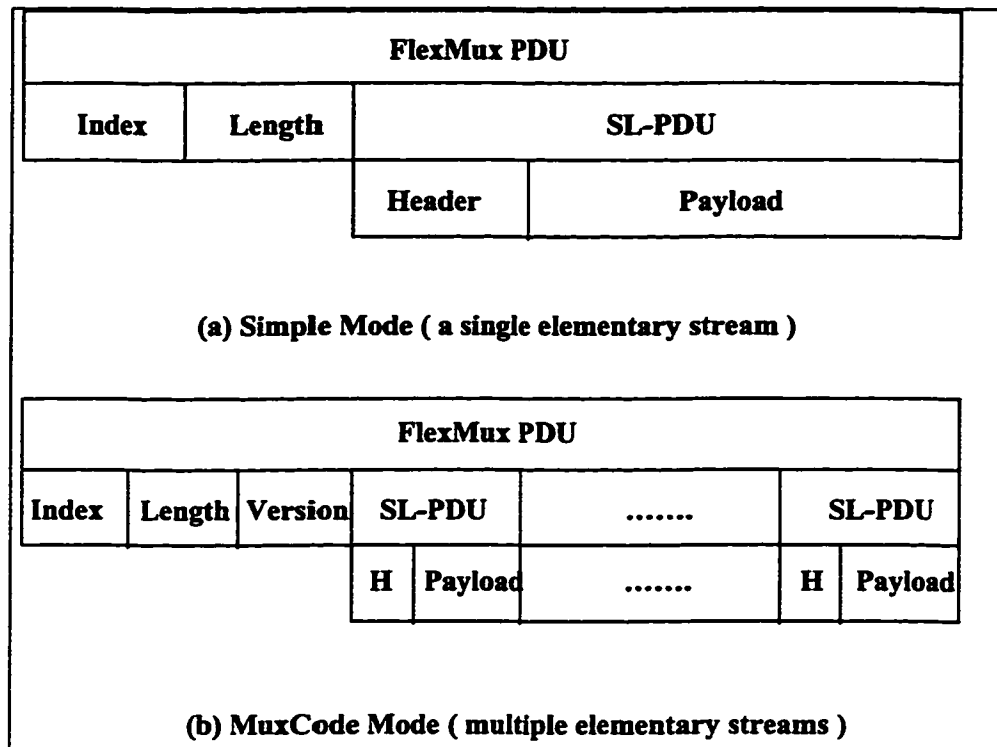 FlexMux PDU
Index Length SL-PDU
Header Payload
(a) Simple Mode ( a single elementary stream )
FlexMux PDU
Index Length Version SL-PDU ....... SL-PDU
H Payload ....... H Payload
(b) MuxCode Mode ( multiple elementary streams )